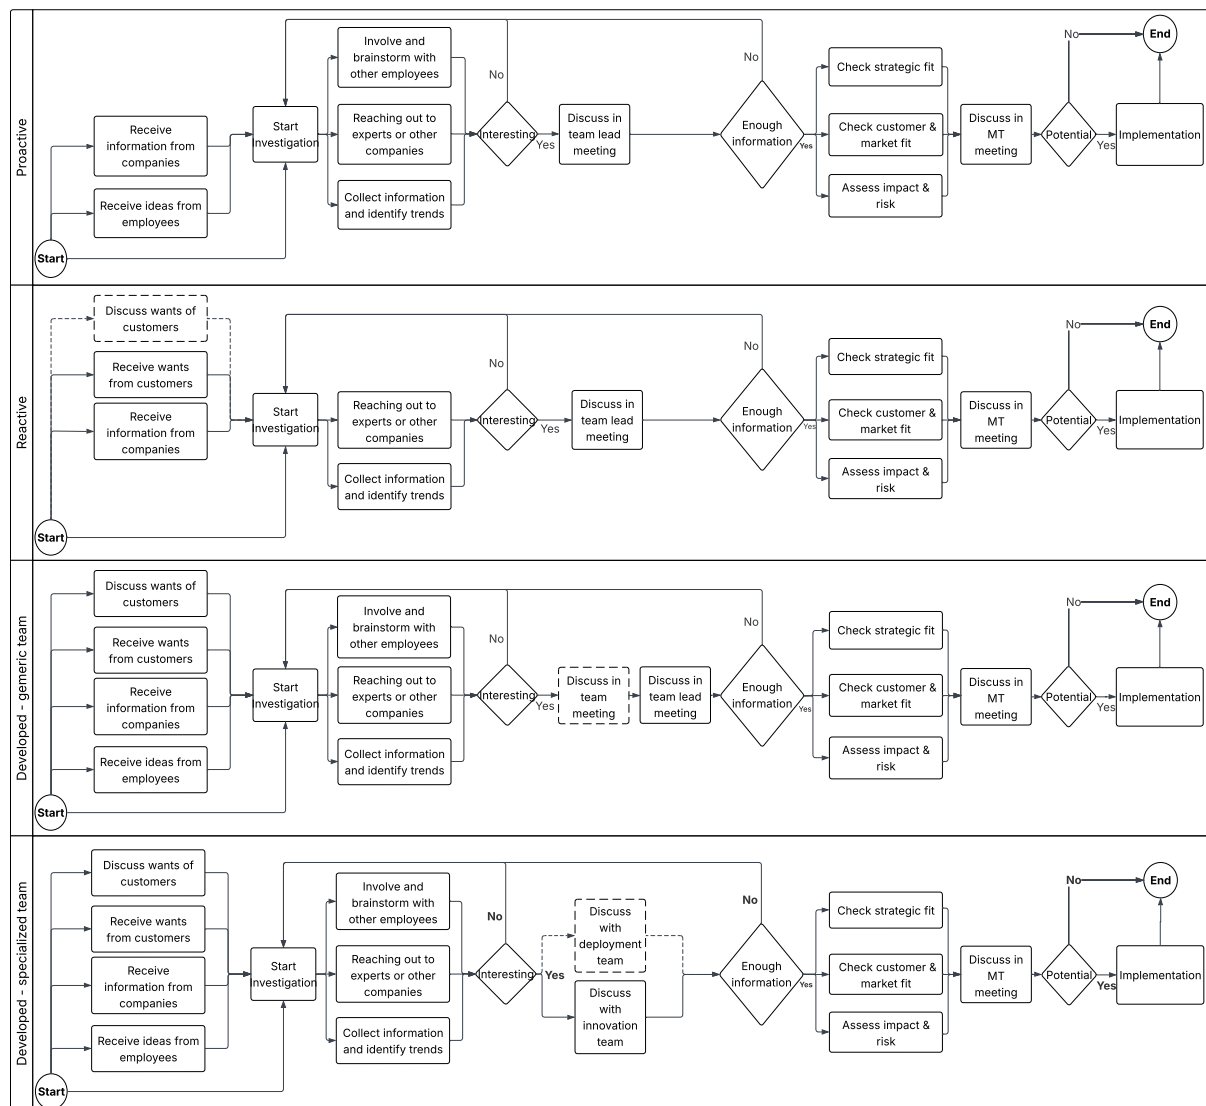 Proactive
Start
Receive
information from
companies
Receive ideas from
employees
Start
Investigation
Involve and
brainstorm with
other employees
Reaching out to
experts or other
companies
Collect information
and identify trends
Interesting
No
Yes
Discuss in
team lead
meeting
Enough
information
No
Yes
Check strategic fit
Check customer &
market fit
Assess impact &
risk
Discuss in
MT
meeting
Potential
No
Yes
Implementation
End
Reactive
Start
Discuss wants of
customers
Receive wants
from customers
Receive
information from
companies
Start
Investigation
Reaching out to
experts or other
companies
Collect information
and identify trends
Interesting
No
Yes
Discuss in
team lead
meeting
Enough
information
No
Yes
Check strategic fit
Check customer &
market fit
Assess impact &
risk
Discuss in
MT
meeting
Potential
No
Yes
Implementation
End
Developed - gemeric team
Start
Discuss wants of
customers
Receive wants
from customers
Receive
information from
companies
Receive ideas from
employees
Start
Investigation
Involve and
brainstorm with
other employees
Reaching out to
experts or other
companies
Collect information
and identify trends
Interesting
No
Yes
Discuss in
team
meeting
Discuss in
team lead
meeting
Enough
information
No
Yes
Check strategic fit
Check customer &
market fit
Assess impact &
risk
Discuss in
MT
meeting
Potential
No
Yes
Implementation
End
Developed - specialized team
Start
Discuss wants of
customers
Receive wants
from customers
Receive
information from
companies
Receive ideas from
employees
Start
Investigation
Involve and
brainstorm with
other employees
Reaching out to
experts or other
companies
Collect information
and identify trends
Interesting
No
Yes
Discuss
with
deployment
team
Discuss
with
innovation
team
Enough
information
No
Yes
Check strategic fit
Check customer &
market fit
Assess impact &
risk
Discuss in
MT
meeting
Potential
No
Yes
Implementation
End